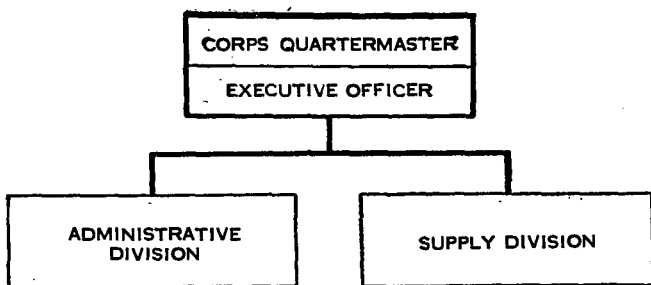 CORPS QUARTERMASTER
EXECUTIVE OFFICER
ADMINISTRATIVE
DIVISION
SUPPLY DIVISION